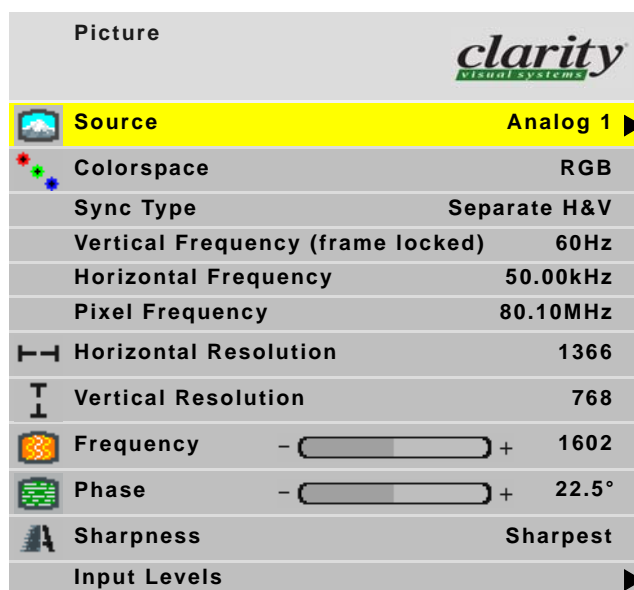 Picture
clarity
visual systems
Source Analog 1
Colorspace RGB
Sync Type Separate H&V
Vertical Frequency (frame locked) 60Hz
Horizontal Frequency 50.00kHz
Pixel Frequency 80.10MHz
Horizontal Resolution 1366
Vertical Resolution 768
Frequency - + 1602
Phase - + 22.5°
Sharpness Sharpest
Input Levels